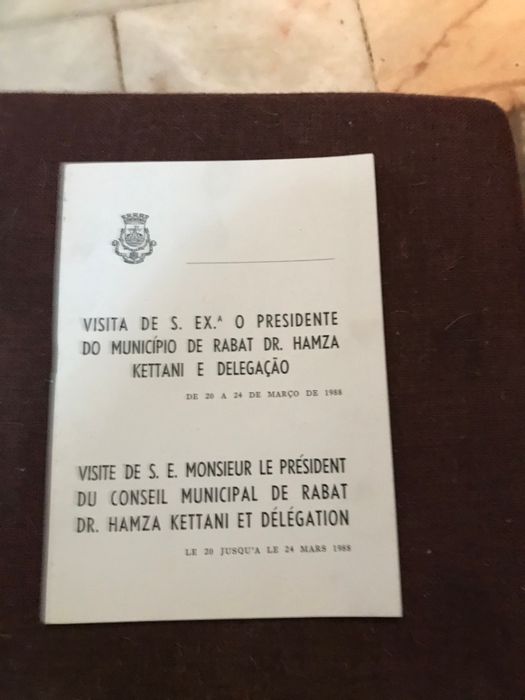 VISITA DE S. EX.ª O PRESIDENTE
DO MUNICÍPIO DE RABAT DR. HAMZA
KETTANI E DELEGAÇÃO
DE 20 A 24 DE MARÇO DE 1988
VISITE DE S. E. MONSIEUR LE PRÉSIDENT
DU CONSEIL MUNICIPAL DE RABAT
DR. HAMZA KETTANI ET DÉLÉGATION
LE 20 JUSQU'A LE 24 MARS 1988